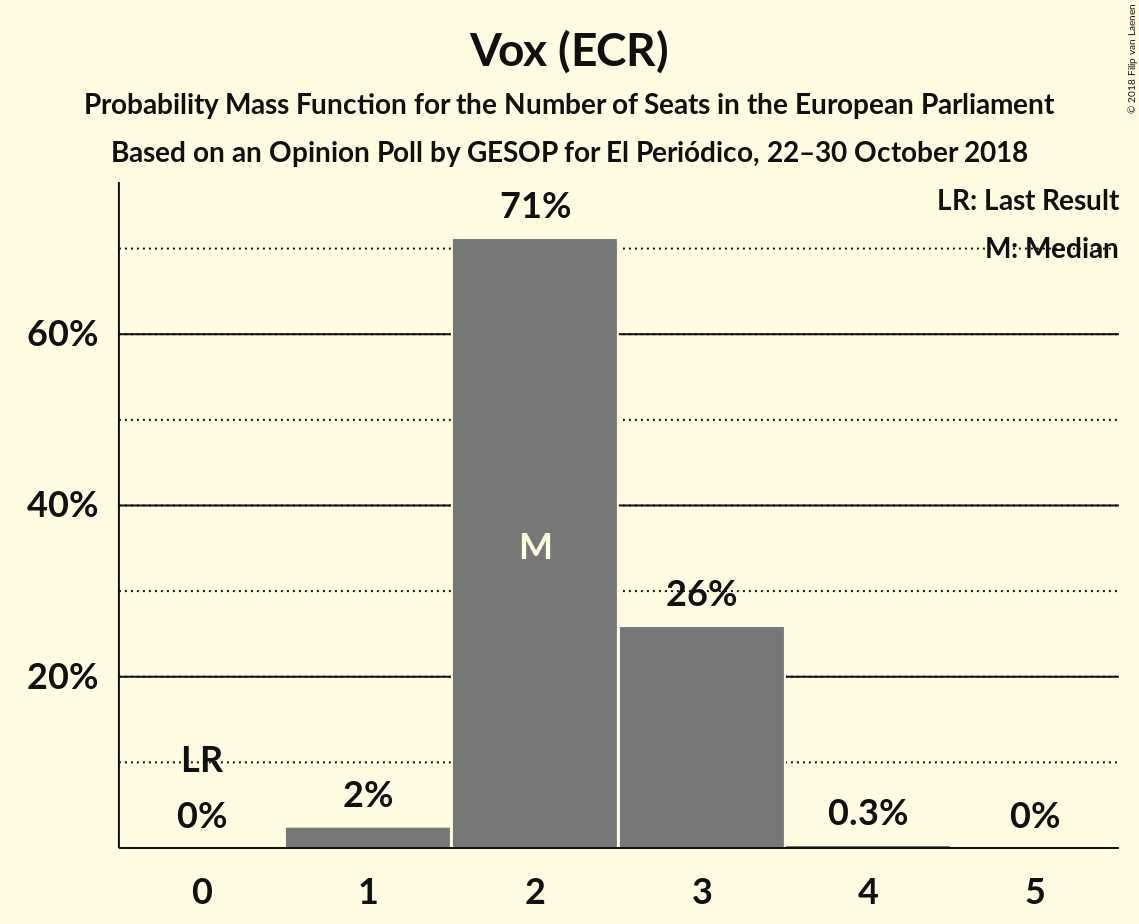 © 2018 Filip van Laenen
Vox (ECR)
Probability Mass Function for the Number of Seats in the European Parliament
Based on an Opinion Poll by GESOP for El Periódico, 22–30 October 2018
LR: Last Result
M: Median
71%
60%
40%
M
26%
20%
LR
0%
2%
0.3%
0%
0 1 2 3 4 5